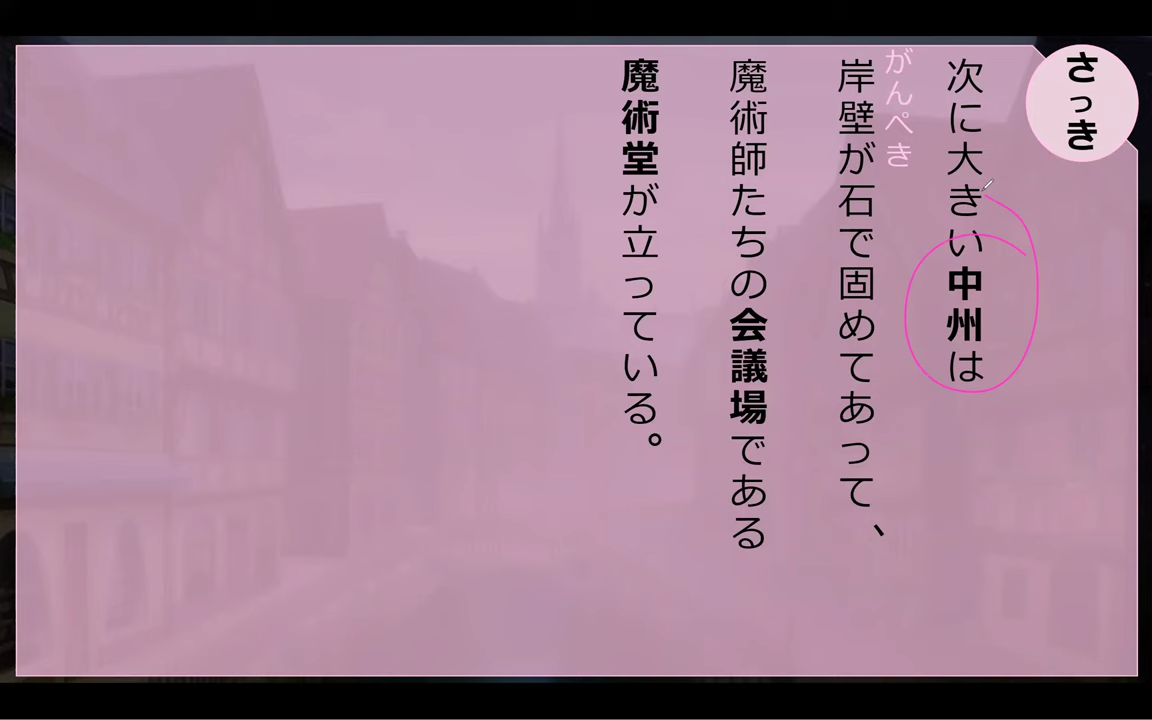 さっき
次に大きい中州は
がんぺき
岸壁が石で固めてあって、
魔術師たちの会議場である
魔術堂が立っている。